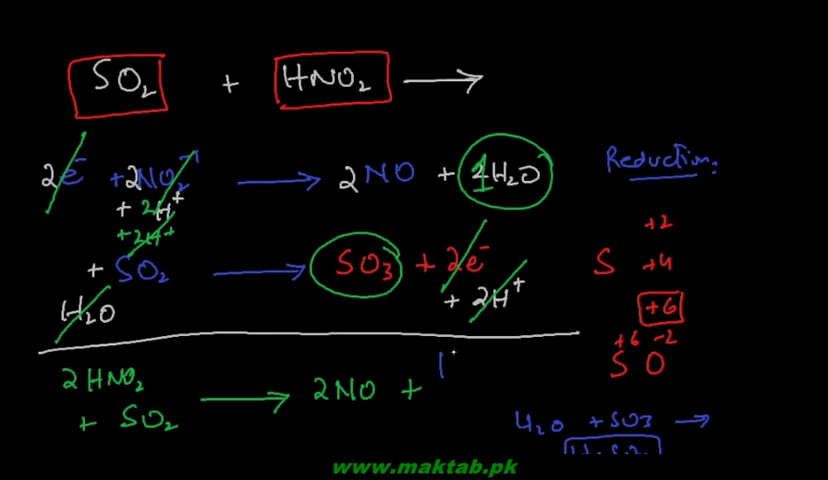 SO₂ + HNO₂ ⟶
2e⁻ + 2NO₂⁻¹ ⟶ 2NO + 1H₂O
Reduction:
+ 2H⁺
+ 2H⁺
+ SO₂ ⟶ SO₃ + 2e⁻
H₂O
+ 2H⁺
+2
S +4
+6
+6 -2
S O
2HNO₂ ⟶ 2NO +
+ SO₂
H₂O + SO3 →
www.maktab.pk